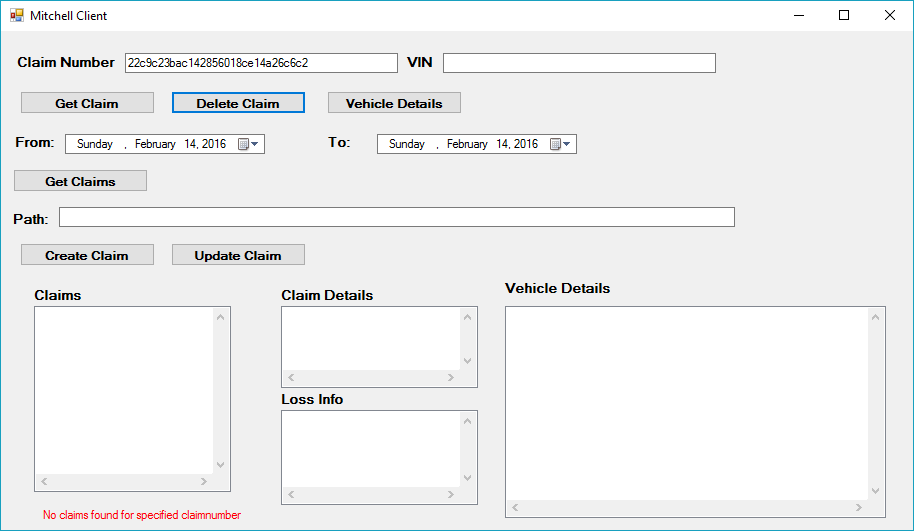 Mitchell Client
Claim Number 22c9c23bac142856018ce14a26c6c2 VIN
Get Claim Delete Claim Vehicle Details
From: Sunday , February 14, 2016 To: Sunday , February 14, 2016
Get Claims
Path:
Create Claim Update Claim
Claims Claim Details Vehicle Details
Loss Info
No claims found for specified claimnumber